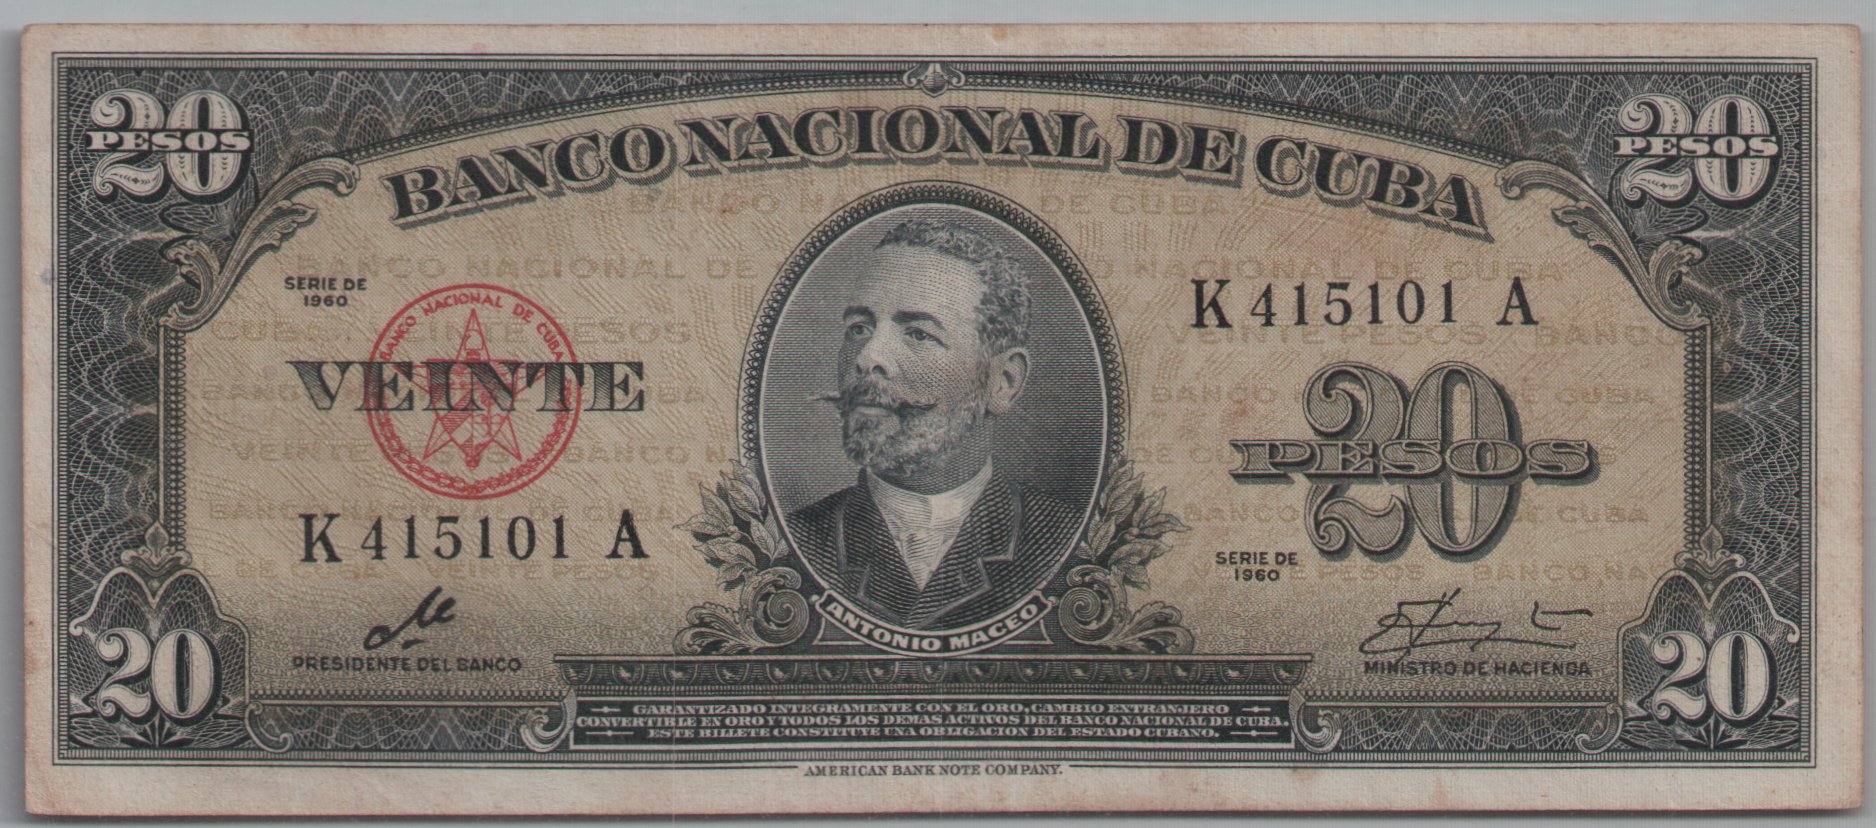 20 PESOS
20 PESOS
BANCO NACIONAL DE CUBA
SERIE DE
1960
BANCO NACIONAL DE CUBA
VEINTE
K 415101 A
K 415101 A
20 PESOS
SERIE DE
1960
PRESIDENTE DEL BANCO
MINISTRO DE HACIENDA
ANTONIO MACEO
20
20
GARANTIZADO INTEGRAMENTE CON EL ORO, CAMBIO EXTRANJERO
CONVERTIBLE EN ORO Y TODOS LOS DEMAS ACTIVOS DEL BANCO NACIONAL DE CUBA.
ESTE BILLETE CONSTITUYE UNA OBLIGACION DEL ESTADO CUBANO.
AMERICAN BANK NOTE COMPANY.